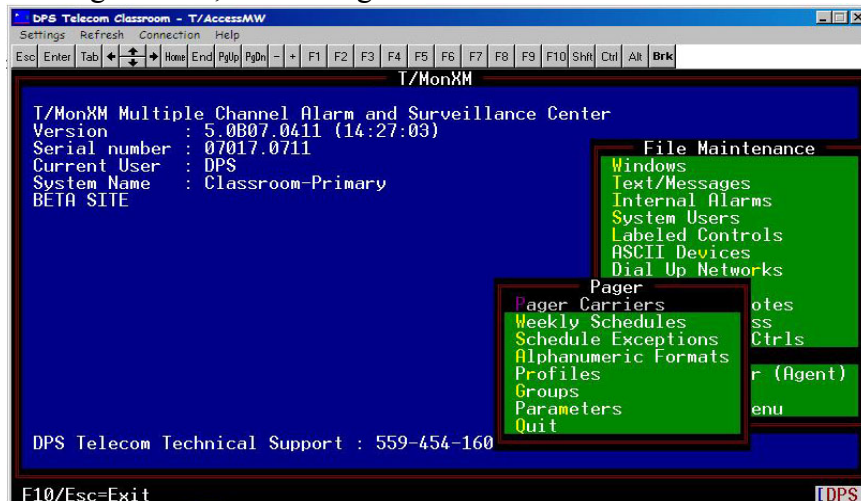 DPS Telecom Classroom - T/AccessMW
Settings Refresh Connection Help
Esc Enter Tab Home End PgUp PgDn - + F1 F2 F3 F4 F5 F6 F7 F8 F9 F10 Shft Ctrl Alt Brk
T/MonXM
T/MonXM Multiple Channel Alarm and Surveillance Center
Version : 5.0B07.0411 (14:27:03)
Serial number : 07017.0711
Current User : DPS
System Name : Classroom-Primary
BETA SITE
File Maintenance
Windows
Text/Messages
Internal Alarms
System Users
Labeled Controls
ASCII Devices
Dial Up Networks
Pager
Pager Carriers
Weekly Schedules
Schedule Exceptions
Alphanumeric Formats
Profiles
Groups
Parameters
Quit
otes
ss
Ctrls
r (Agent)
enu
DPS Telecom Technical Support : 559-454-160
F10/Esc=Exit
[DPS